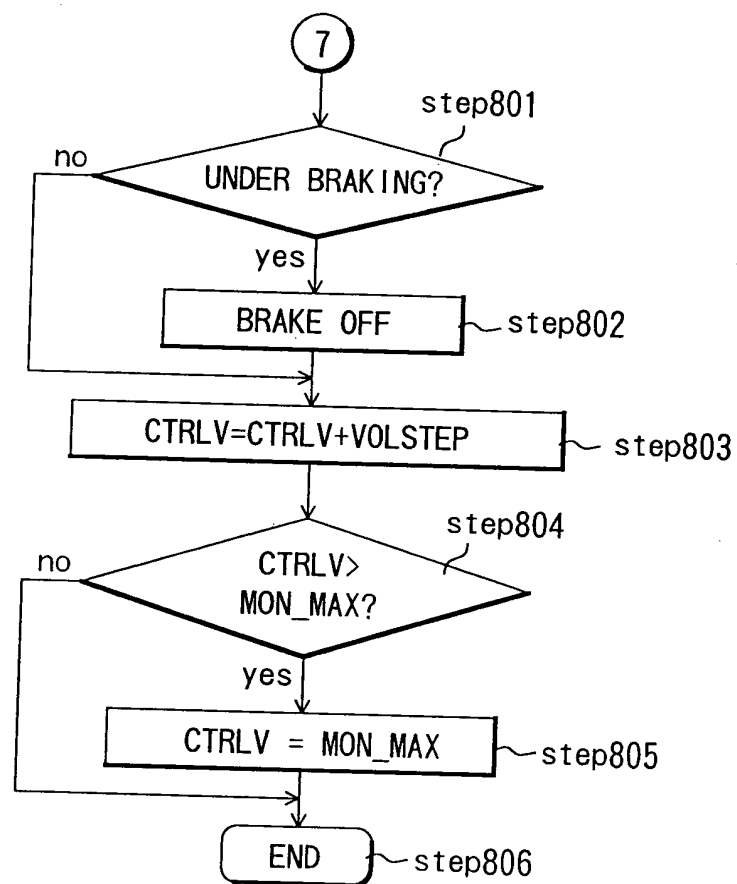 7
step801
no
UNDER BRAKING?
yes
BRAKE OFF
step802
CTRLV=CTRLV+VOLSTEP
step803
step804
no
CTRLV>
MON_MAX?
yes
CTRLV = MON_MAX
step805
END
step806